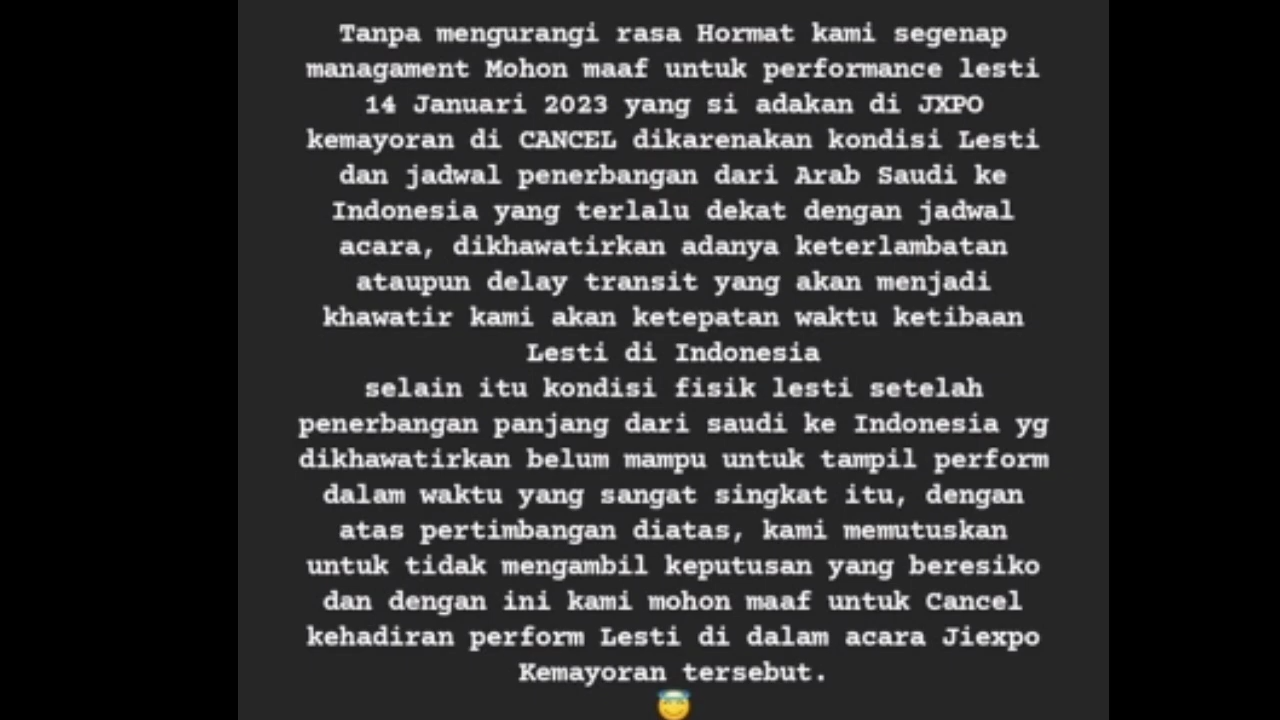 Tanpa mengurangi rasa Hormat kami segenap
managament Mohon maaf untuk performance lesti
14 Januari 2023 yang si adakan di JXPO
kemayoran di CANCEL dikarenakan kondisi Lesti
dan jadwal penerbangan dari Arab Saudi ke
Indonesia yang terlalu dekat dengan jadwal
acara, dikhawatirkan adanya keterlambatan
ataupun delay transit yang akan menjadi
khawatir kami akan ketepatan waktu ketibaan
Lesti di Indonesia
selain itu kondisi fisik lesti setelah
penerbangan panjang dari saudi ke Indonesia yg
dikhawatirkan belum mampu untuk tampil perform
dalam waktu yang sangat singkat itu, dengan
atas pertimbangan diatas, kami memutuskan
untuk tidak mengambil keputusan yang beresiko
dan dengan ini kami mohon maaf untuk Cancel
kehadiran perform Lesti di dalam acara Jiexpo
Kemayoran tersebut.
😇